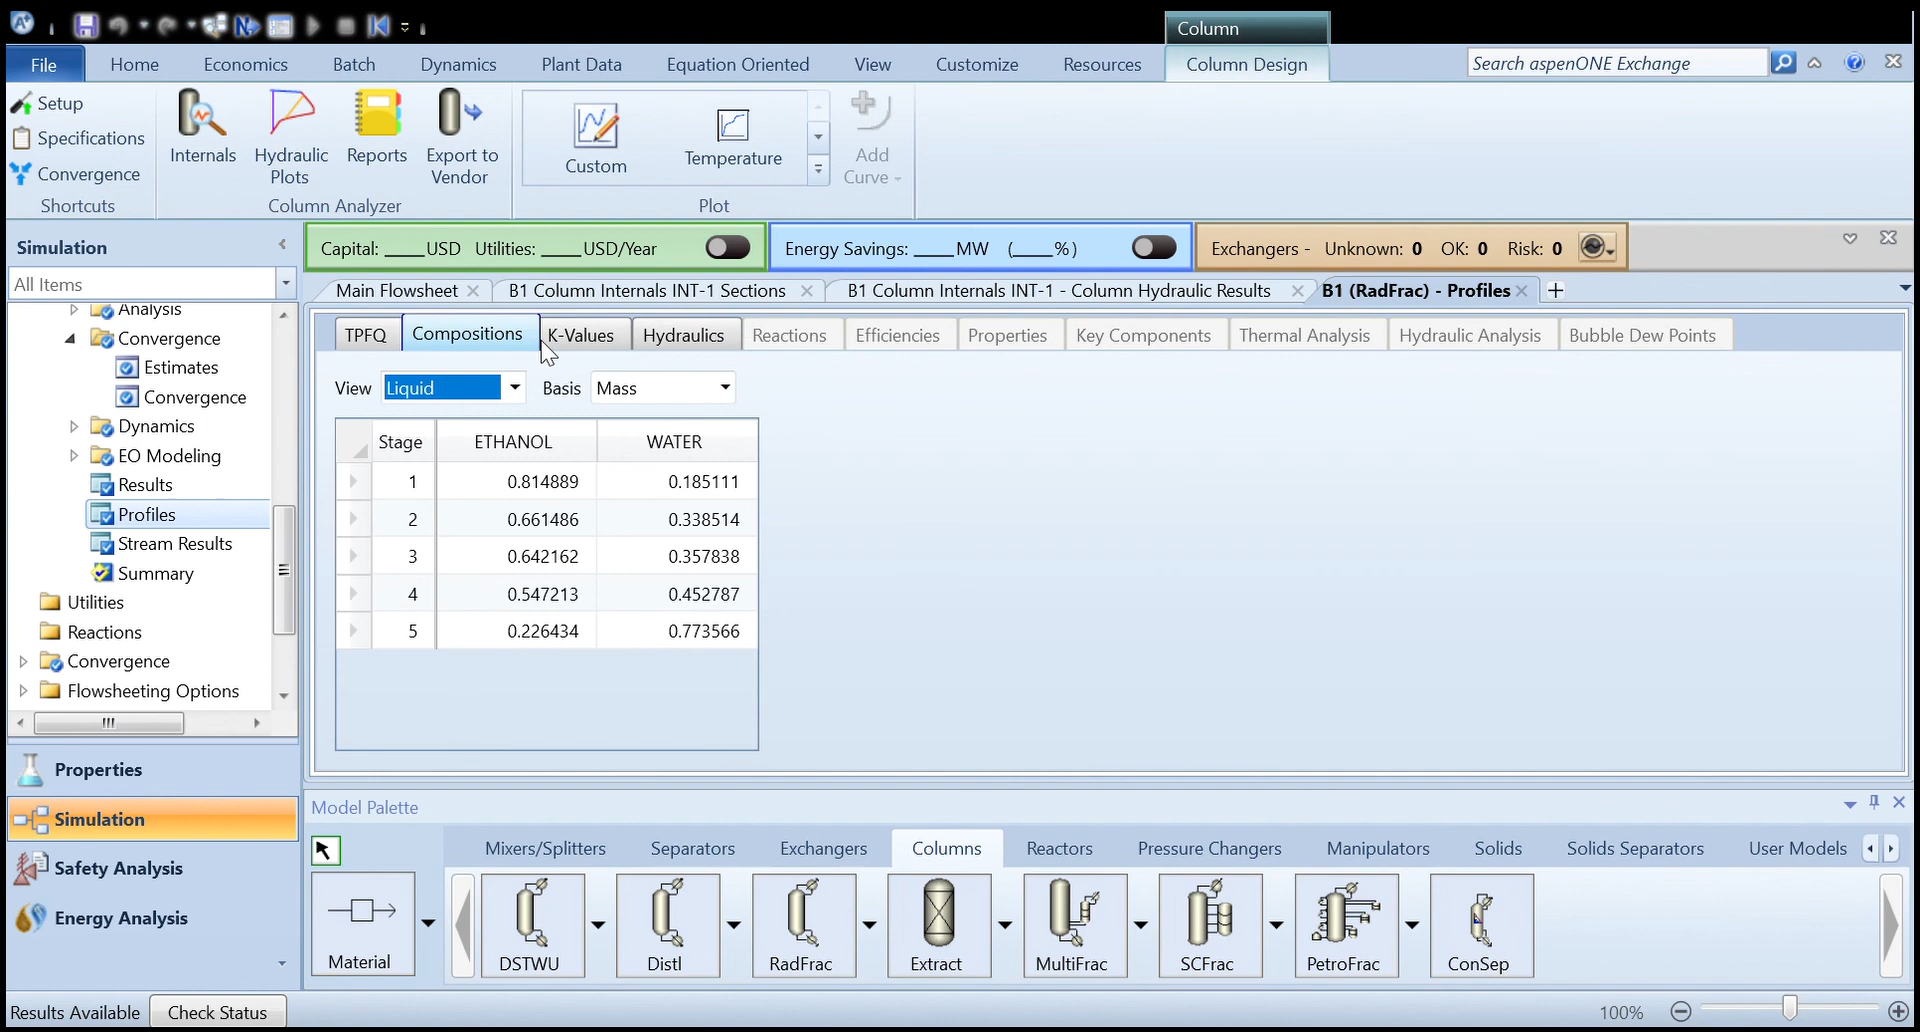 Column
File Home Economics Batch Dynamics Plant Data Equation Oriented View Customize Resources Column Design Search aspenONE Exchange
Setup
Specifications
Convergence
Shortcuts
Internals
Hydraulic Plots
Reports
Export to Vendor
Column Analyzer
Custom
Temperature
Plot
Add Curve
Simulation
Capital: ____USD Utilities: ____USD/Year
Energy Savings: ____MW (____%)
Exchangers - Unknown: 0 OK: 0 Risk: 0
All Items
Main Flowsheet B1 Column Internals INT-1 Sections B1 Column Internals INT-1 - Column Hydraulic Results B1 (RadFrac) - Profiles
Analysis
Convergence
Estimates
Convergence
Dynamics
EO Modeling
Results
Profiles
Stream Results
Summary
Utilities
Reactions
Convergence
Flowsheeting Options
TPFQ Compositions K-Values Hydraulics Reactions Efficiencies Properties Key Components Thermal Analysis Hydraulic Analysis Bubble Dew Points
View Liquid Basis Mass
Stage ETHANOL WATER
1 0.814889 0.185111
2 0.661486 0.338514
3 0.642162 0.357838
4 0.547213 0.452787
5 0.226434 0.773566
Properties
Simulation
Safety Analysis
Energy Analysis
Model Palette
Mixers/Splitters Separators Exchangers Columns Reactors Pressure Changers Manipulators Solids Solids Separators User Models
Material DSTWU Distl RadFrac Extract MultiFrac SCFrac PetroFrac ConSep
Results Available Check Status 100%